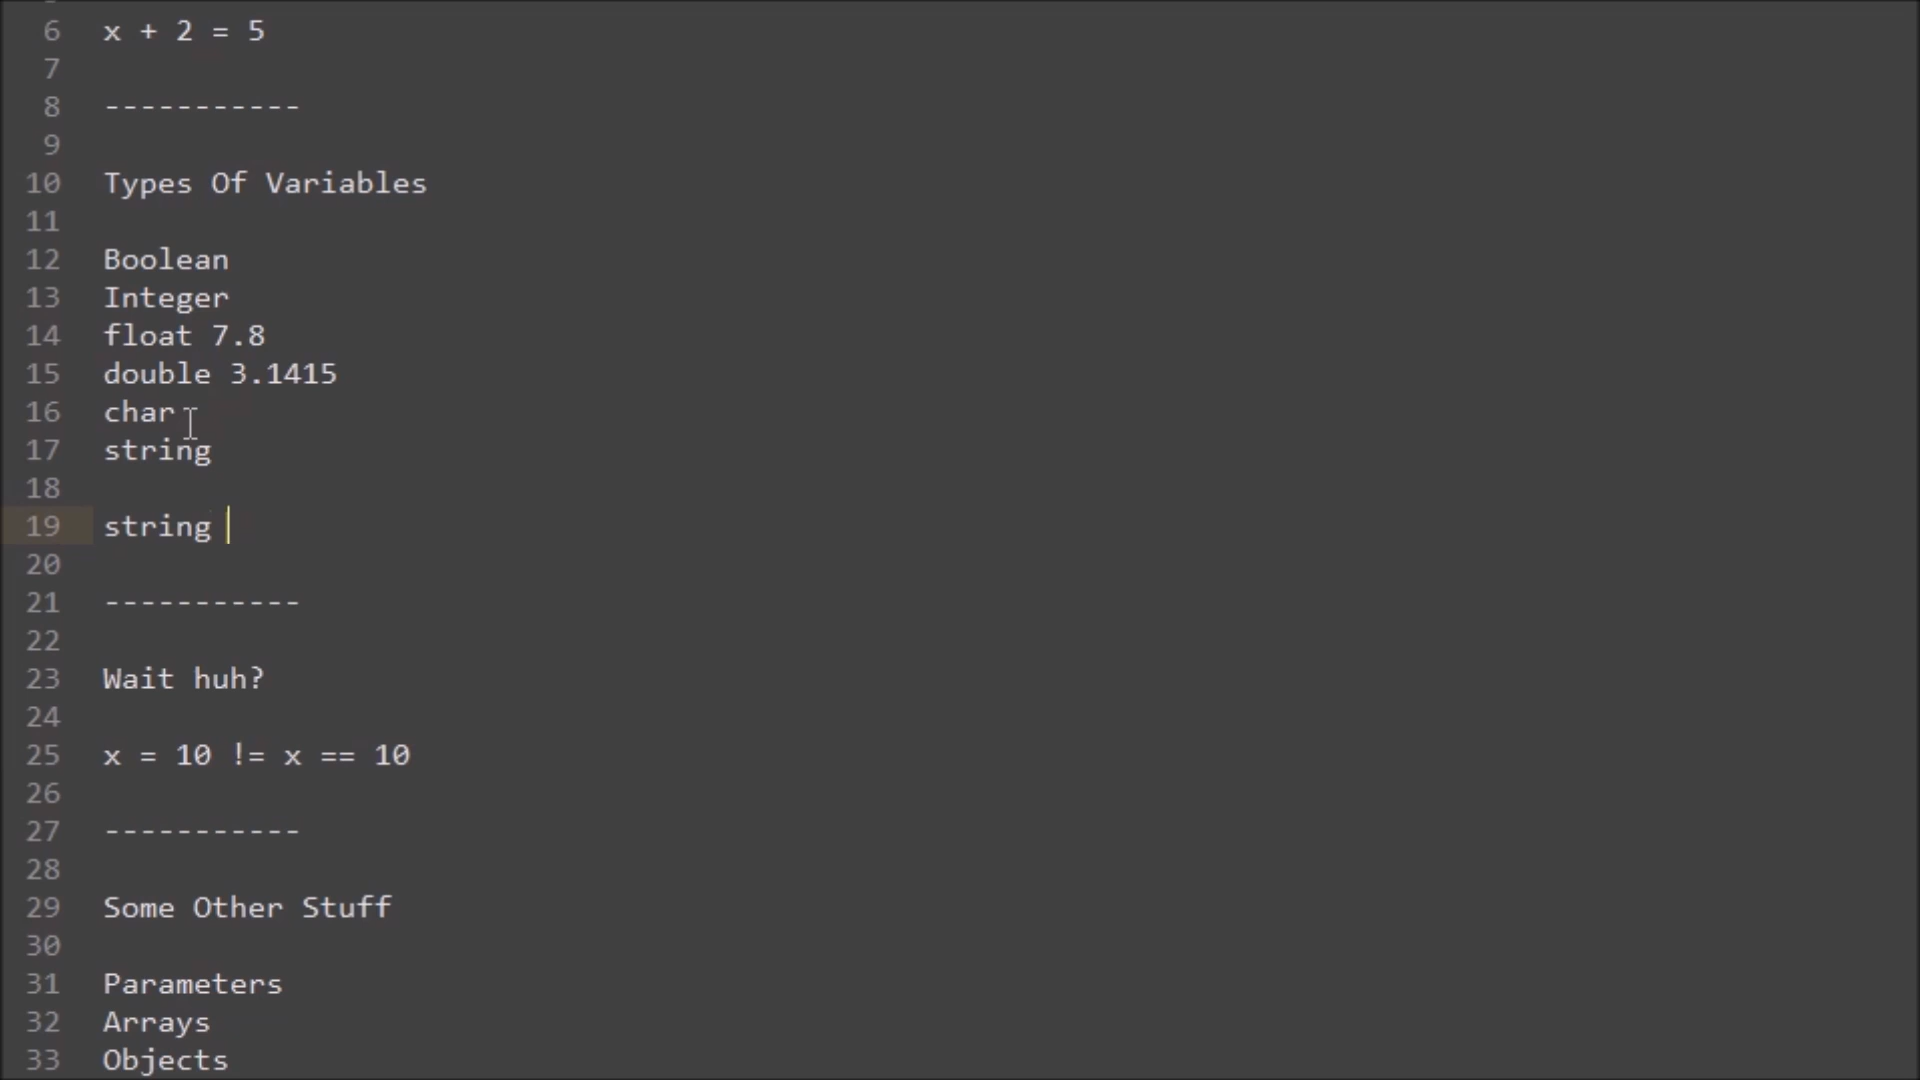 6 x + 2 = 5
7
8 -----------
9
10 Types Of Variables
11
12 Boolean
13 Integer
14 float 7.8
15 double 3.1415
16 char
17 string
18
19 string
20
21 -----------
22
23 Wait huh?
24
25 x = 10 != x == 10
26
27 -----------
28
29 Some Other Stuff
30
31 Parameters
32 Arrays
33 Objects